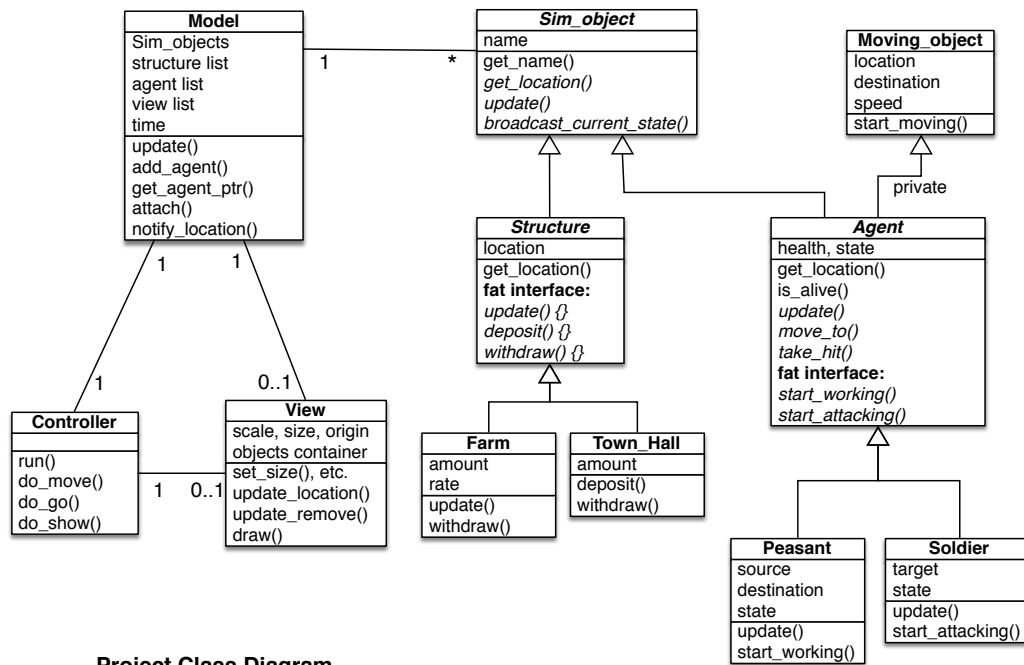 Model
Sim_objects
structure list
agent list
view list
time
update()
add_agent()
get_agent_ptr()
attach()
notify_location()
1
*
Sim_object
name
get_name()
get_location()
update()
broadcast_current_state()
Moving_object
location
destination
speed
start_moving()
private
Structure
location
get_location()
fat interface:
update() {}
deposit() {}
withdraw() {}
Agent
health, state
get_location()
is_alive()
update()
move_to()
take_hit()
fat interface:
start_working()
start_attacking()
1
1
1
0..1
Controller
run()
do_move()
do_go()
do_show()
1
0..1
View
scale, size, origin
objects container
set_size(), etc.
update_location()
update_remove()
draw()
Farm
amount
rate
update()
withdraw()
Town_Hall
amount
deposit()
withdraw()
Peasant
source
destination
state
update()
start_working()
Soldier
target
state
update()
start_attacking()
Project Class Diagram